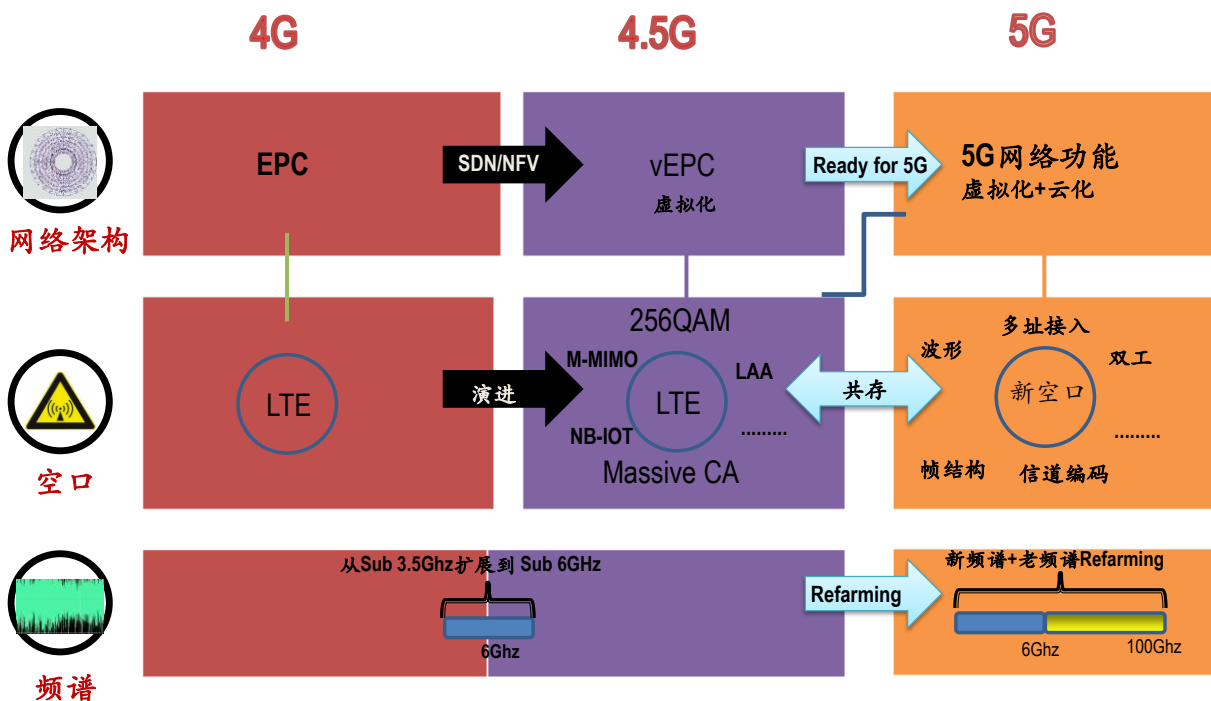 4G
4.5G
5G
网络架构
EPC
SDN/NFV
vEPC
虚拟化
Ready for 5G
5G网络功能
虚拟化+云化
空口
LTE
演进
256QAM
M-MIMO
LAA
LTE
NB-IOT
.........
Massive CA
共存
多址接入
波形
双工
新空口
.........
帧结构
信道编码
频谱
从Sub 3.5Ghz扩展到 Sub 6GHz
6Ghz
Refarming
新频谱+老频谱Refarming
6Ghz
100Ghz